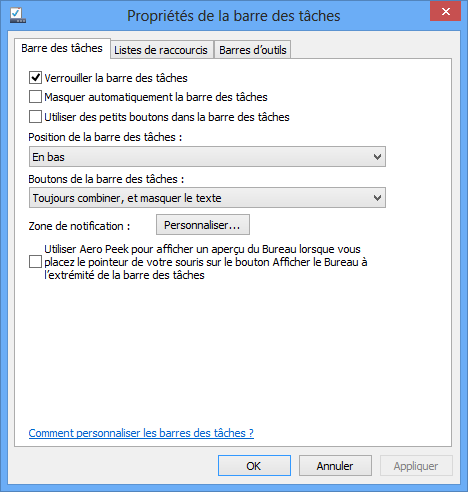 Propriétés de la barre des tâches
Barre des tâches
Listes de raccourcis
Barres d'outils
Verrouiller la barre des tâches
Masquer automatiquement la barre des tâches
Utiliser des petits boutons dans la barre des tâches
Position de la barre des tâches :
En bas
Boutons de la barre des tâches :
Toujours combiner, et masquer le texte
Zone de notification :
Personnaliser...
Utiliser Aero Peek pour afficher un aperçu du Bureau lorsque vous
placez le pointeur de votre souris sur le bouton Afficher le Bureau à
l'extrémité de la barre des tâches
Comment personnaliser les barres des tâches ?
OK
Annuler
Appliquer